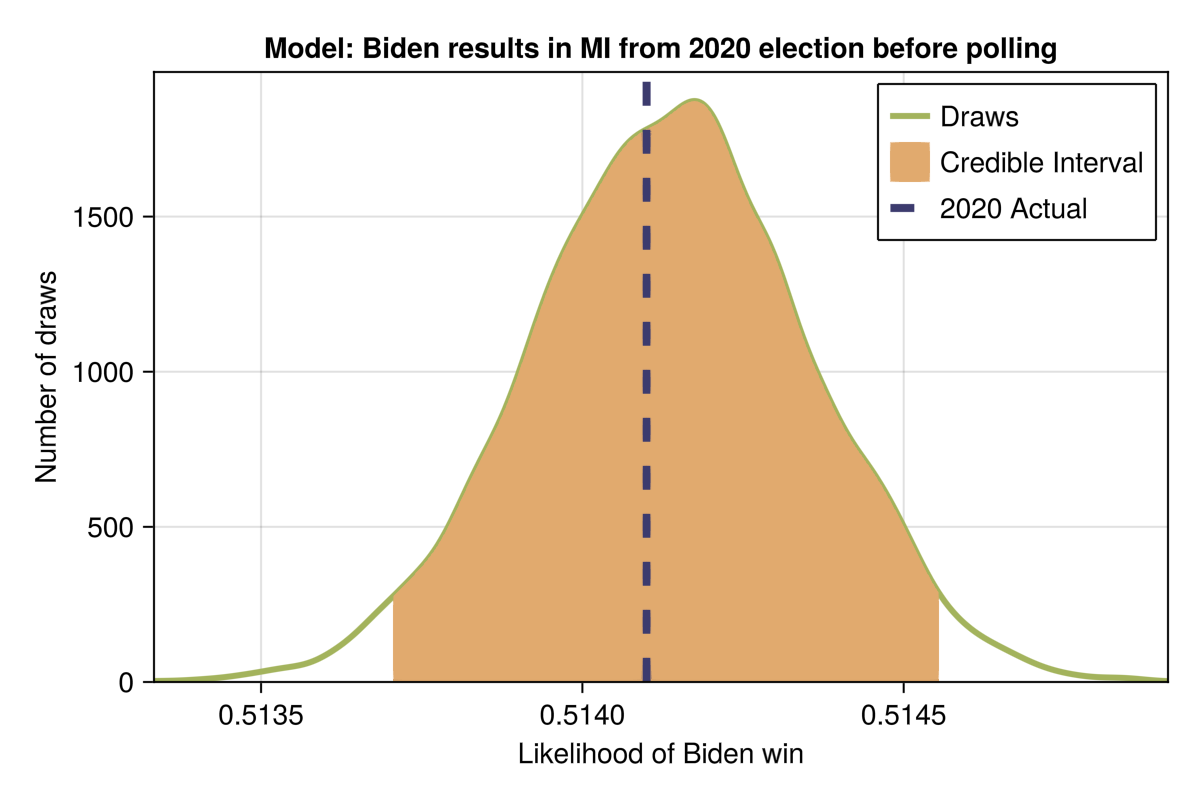 Model: Biden results in MI from 2020 election before polling
Draws
Credible Interval
2020 Actual
Number of draws
1500
1000
500
0
0.5135
0.5140
0.5145
Likelihood of Biden win